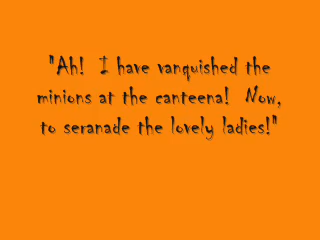 "Ah!  I have vanquished the
minions at the canteena!  Now,
to seranade the lovely ladies!"